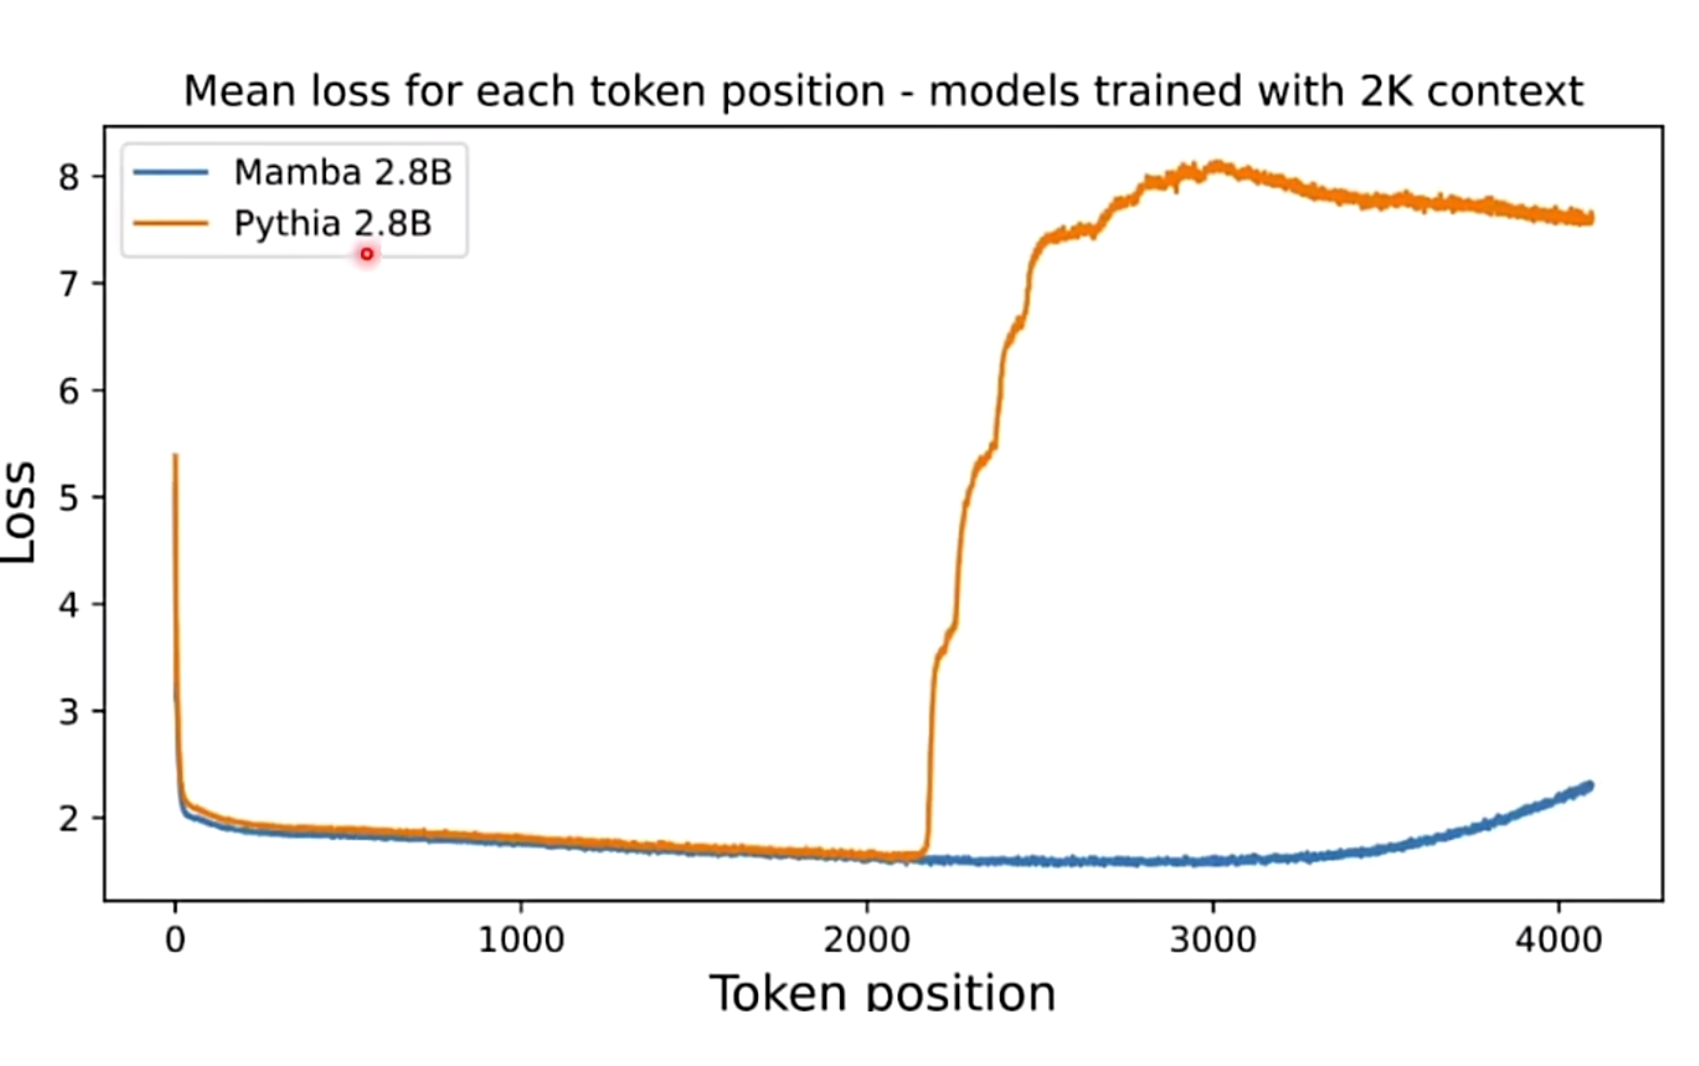 Mean loss for each token position - models trained with 2K context
Mamba 2.8B
Pythia 2.8B
8
7
6
5
4
3
2
Loss
0 1000 2000 3000 4000
Token position